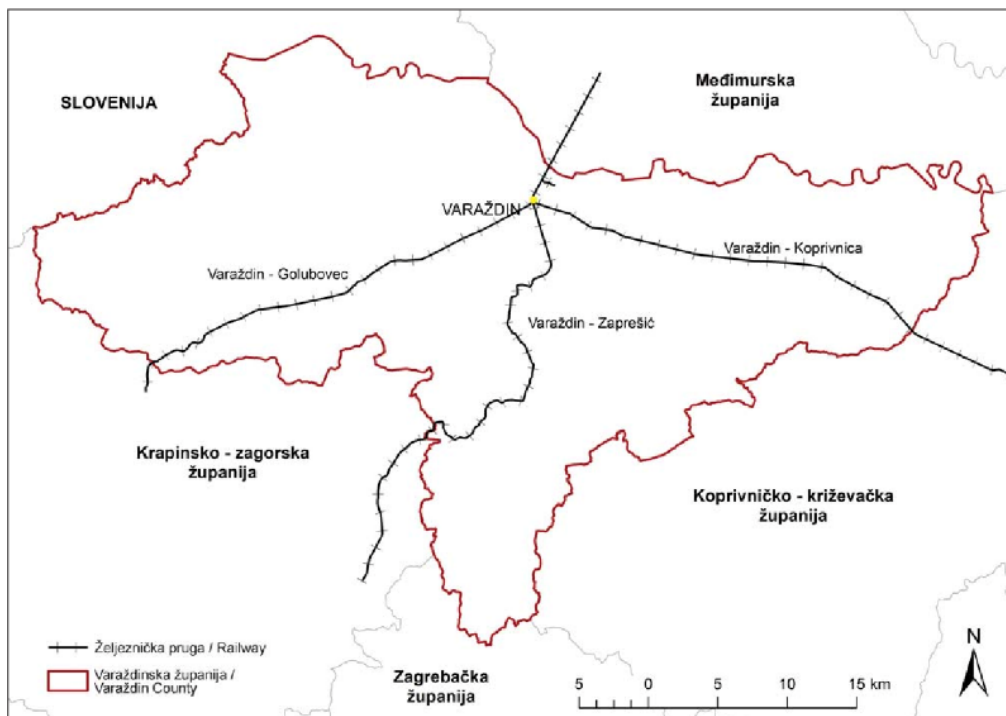 SLOVENIJA
Međimurska
županija
VARAŽDIN
Varaždin - Koprivnica
Varaždin - Golubovec
Varaždin - Zaprešić
Krapinsko - zagorska
županija
Koprivničko - križevačka
županija
Željeznička pruga / Railway
Varaždinska županija /
Varaždin County
Zagrebačka
županija
N
5 0 5 10 15 km